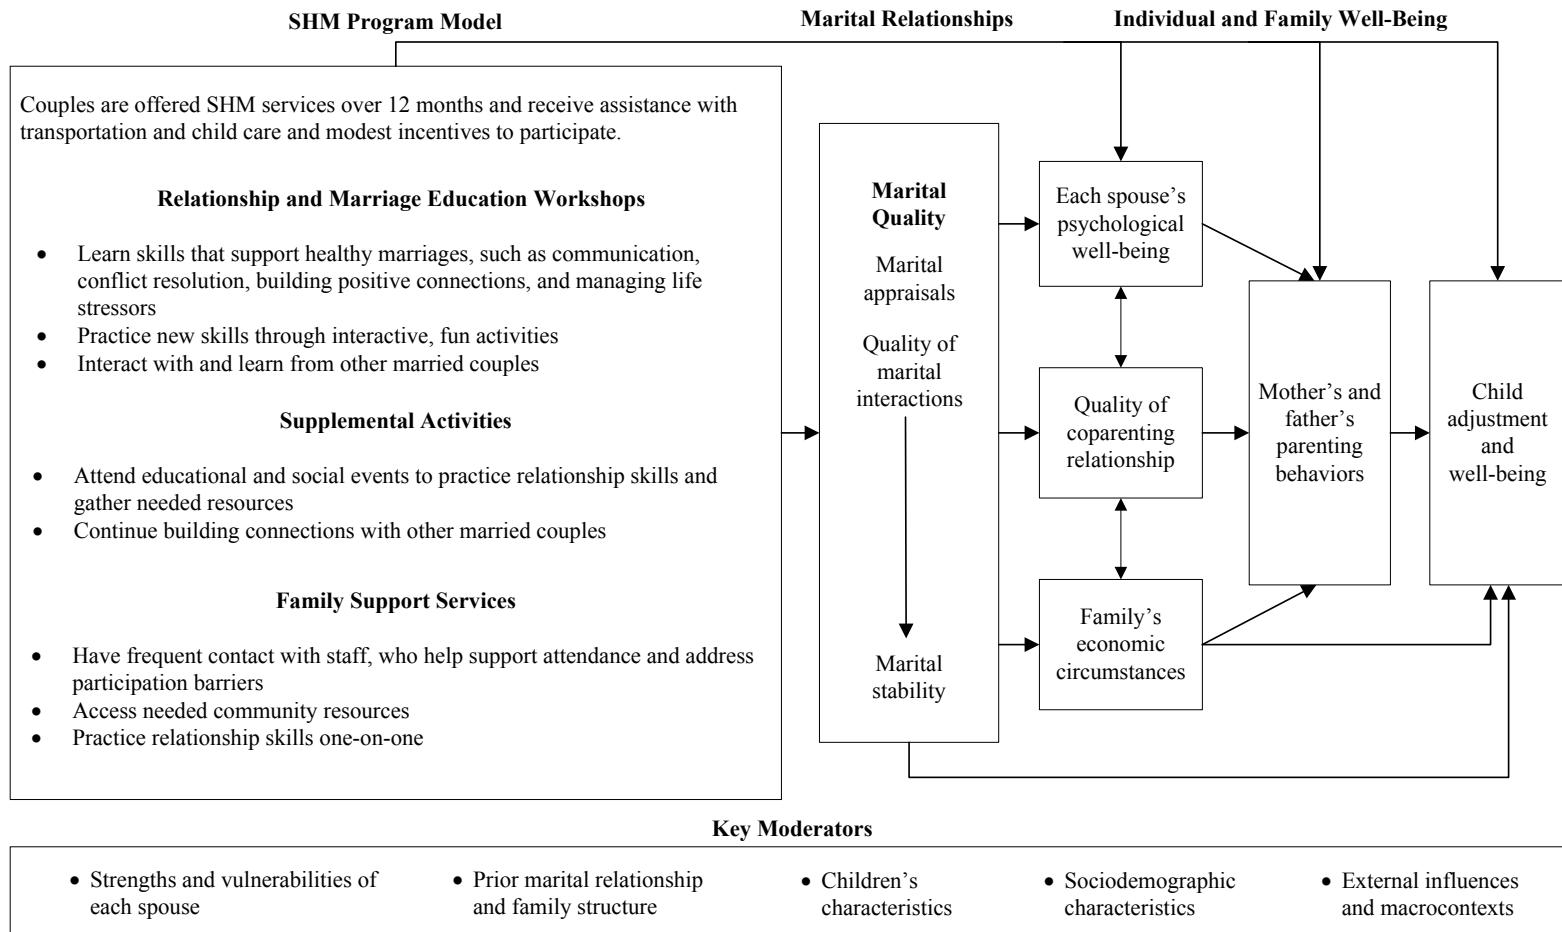 SHM Program Model
Marital Relationships
Individual and Family Well-Being
Couples are offered SHM services over 12 months and receive assistance with
transportation and child care and modest incentives to participate.
Relationship and Marriage Education Workshops
• Learn skills that support healthy marriages, such as communication,
conflict resolution, building positive connections, and managing life
stressors
• Practice new skills through interactive, fun activities
• Interact with and learn from other married couples
Supplemental Activities
• Attend educational and social events to practice relationship skills and
gather needed resources
• Continue building connections with other married couples
Family Support Services
• Have frequent contact with staff, who help support attendance and address
participation barriers
• Access needed community resources
• Practice relationship skills one-on-one
Marital
Quality
Marital
appraisals
Quality of
marital
interactions
Marital
stability
Each spouse’s
psychological
well-being
Quality of
coparenting
relationship
Family’s
economic
circumstances
Mother’s and
father’s
parenting
behaviors
Child
adjustment
and
well-being
Key Moderators
• Strengths and vulnerabilities of
each spouse
• Prior marital relationship
and family structure
• Children’s
characteristics
• Sociodemographic
characteristics
• External influences
and macrocontexts